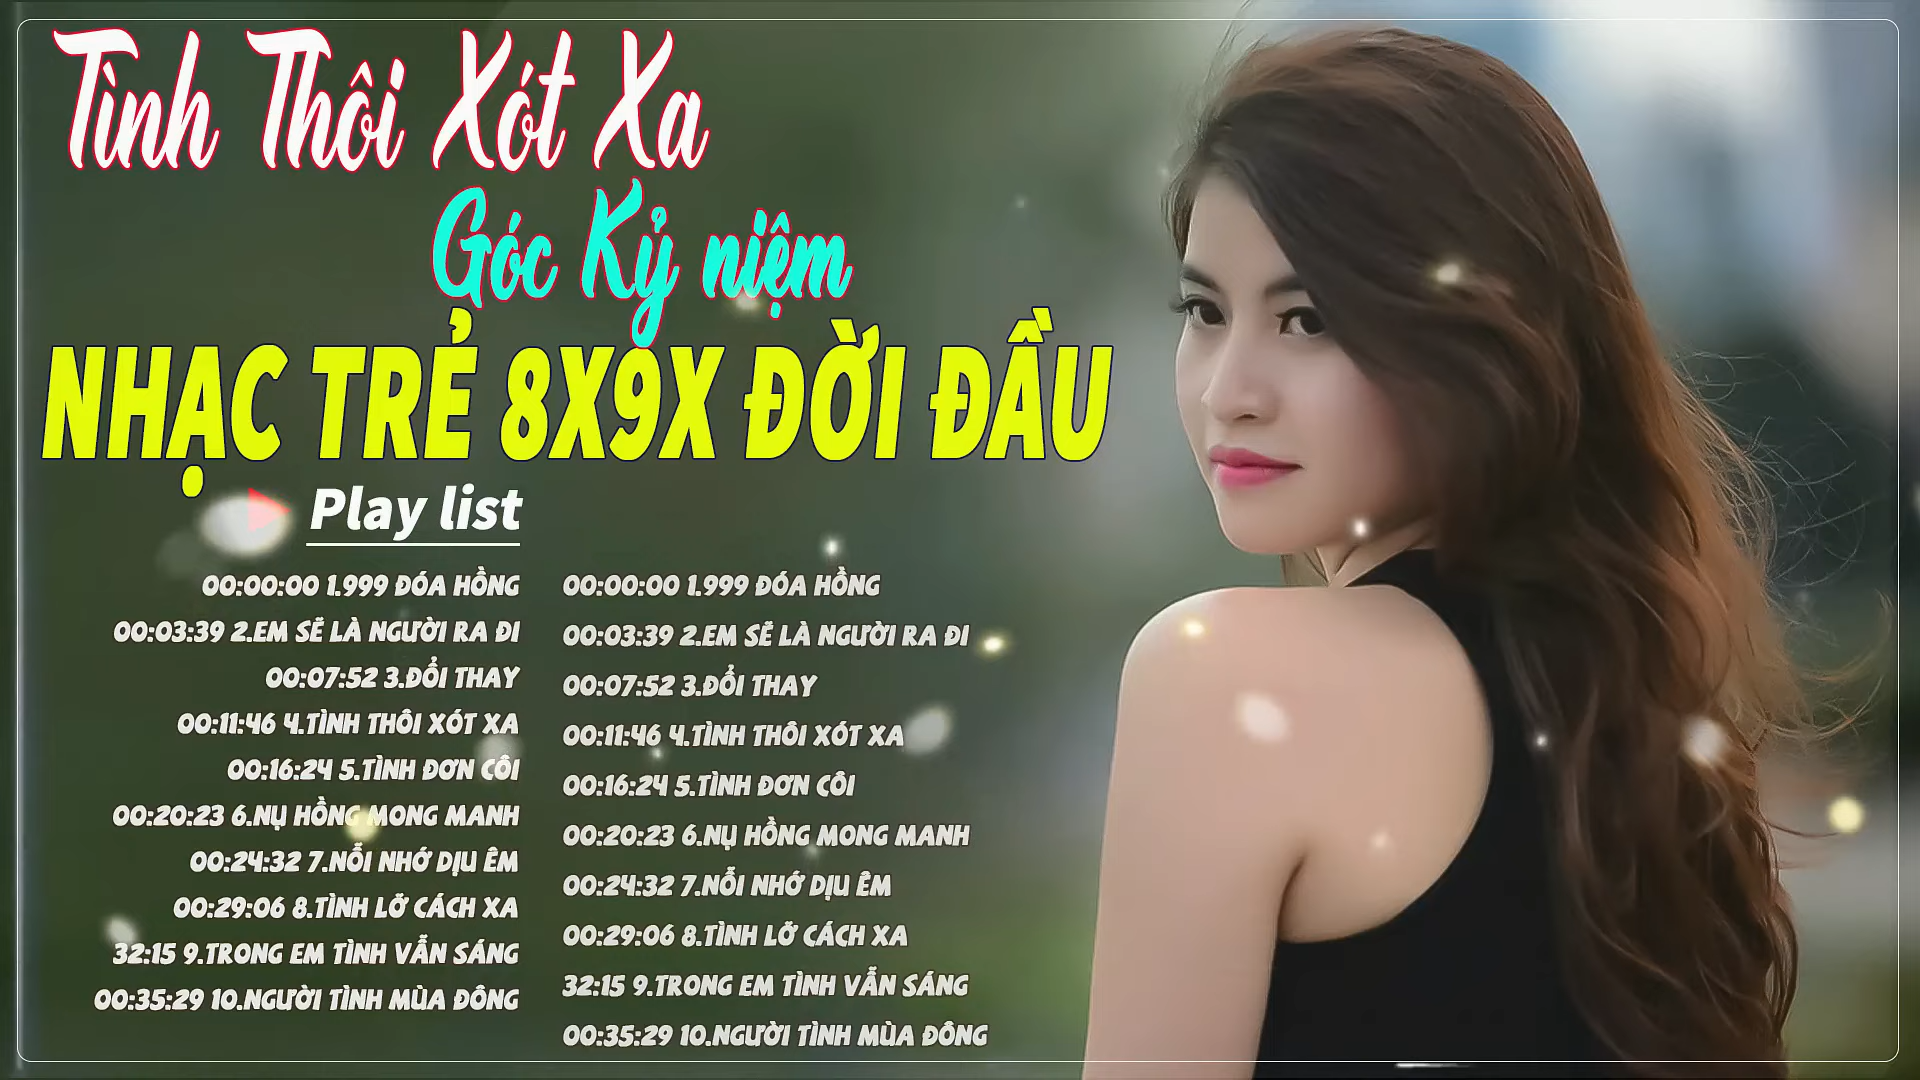 Tình Thôi Xót Xa
Góc Kỷ niệm
NHẠC TRẺ 8X9X ĐỜI ĐẦU
Play list
00:00:00 1.999 ĐÓA HỒNG
00:03:39 2.EM SẼ LÀ NGƯỜI RA ĐI
00:07:52 3.ĐỔI THAY
00:11:46 4.TÌNH THÔI XÓT XA
00:16:24 5.TÌNH ĐƠN CÔI
00:20:23 6.NỤ HỒNG MONG MANH
00:24:32 7.NỖI NHỚ DỊU ÊM
00:29:06 8.TÌNH LỠ CÁCH XA
32:15 9.TRONG EM TÌNH VẪN SÁNG
00:35:29 10.NGƯỜI TÌNH MÙA ĐÔNG
00:00:00 1.999 ĐÓA HỒNG
00:03:39 2.EM SẼ LÀ NGƯỜI RA ĐI
00:07:52 3.ĐỔI THAY
00:11:46 4.TÌNH THÔI XÓT XA
00:16:24 5.TÌNH ĐƠN CÔI
00:20:23 6.NỤ HỒNG MONG MANH
00:24:32 7.NỖI NHỚ DỊU ÊM
00:29:06 8.TÌNH LỠ CÁCH XA
32:15 9.TRONG EM TÌNH VẪN SÁNG
00:35:29 10.NGƯỜI TÌNH MÙA ĐÔNG